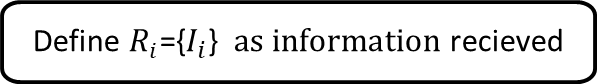 Define R_i={I_i} as information recieved